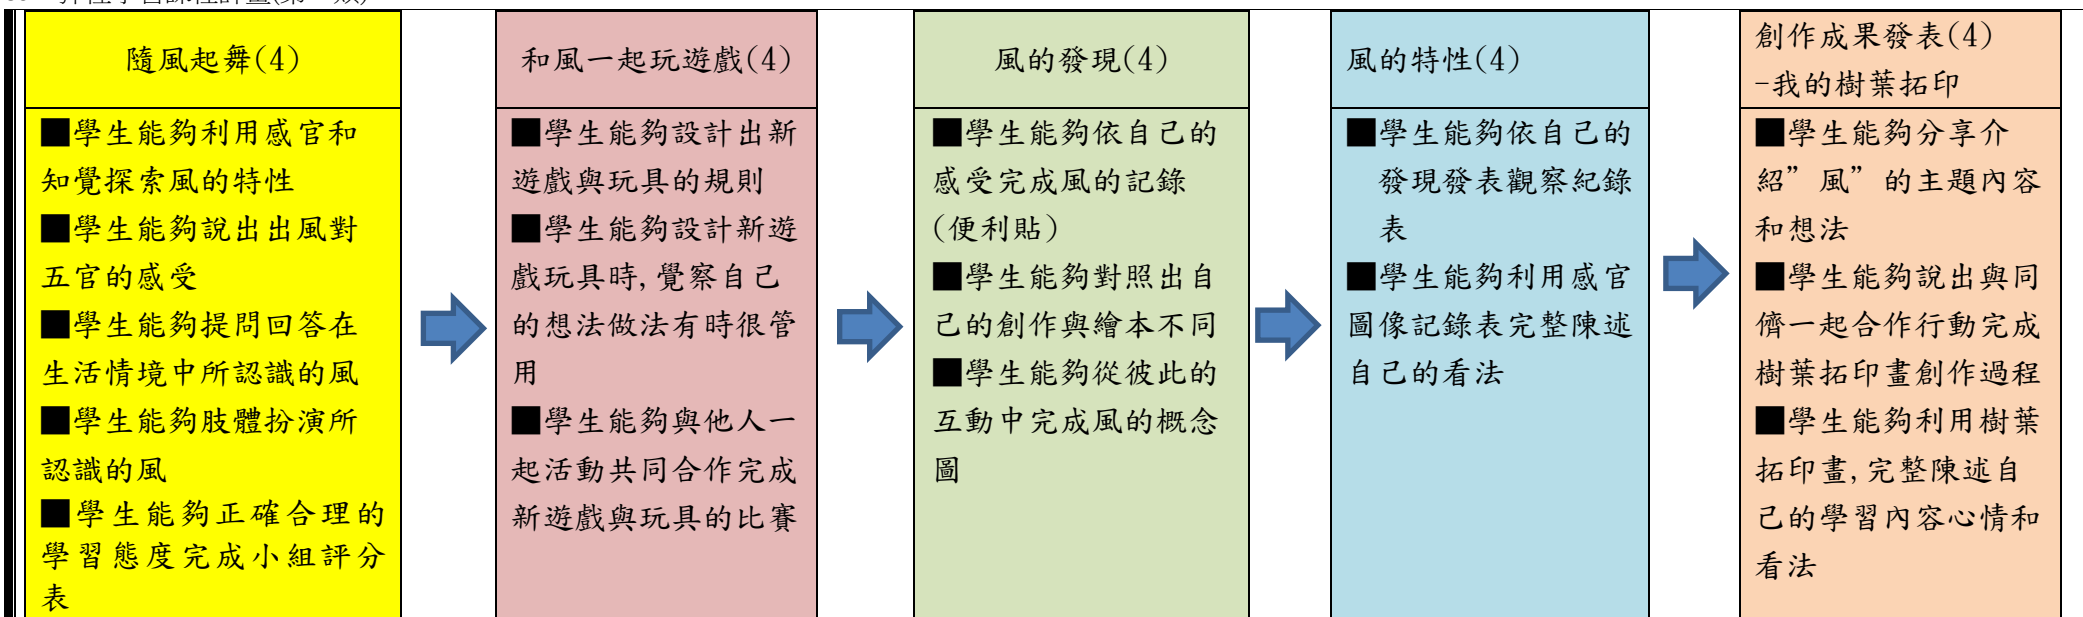 隨風起舞(4)
■學生能夠利用感官和
知覺探索風的特性
■學生能夠說出出風對
五官的感受
■學生能夠提問回答在
生活情境中所認識的風
■學生能夠肢體扮演所
認識的風
■學生能夠正確合理的
學習態度完成小組評分
表
和風一起玩遊戲(4)
■學生能夠設計出新
遊戲與玩具的規則
■學生能夠設計新遊
戲玩具時,覺察自己
的想法做法有時很管
用
■學生能夠與他人一
起活動共同合作完成
新遊戲與玩具的比賽
風的發現(4)
■學生能夠依自己的
感受完成風的記錄
(便利貼)
■學生能夠對照出自
己的創作與繪本不同
■學生能夠從彼此的
互動中完成風的概念
圖
風的特性(4)
■學生能夠依自己的
發現發表觀察紀錄
表
■學生能夠利用感官
圖像記錄表完整陳述
自己的看法
創作成果發表(4)
-我的樹葉拓印
■學生能夠分享介
紹”風”的主題內容
和想法
■學生能夠說出與同
儕一起合作行動完成
樹葉拓印畫創作過程
■學生能夠利用樹葉
拓印畫,完整陳述自
己的學習內容心情和
看法